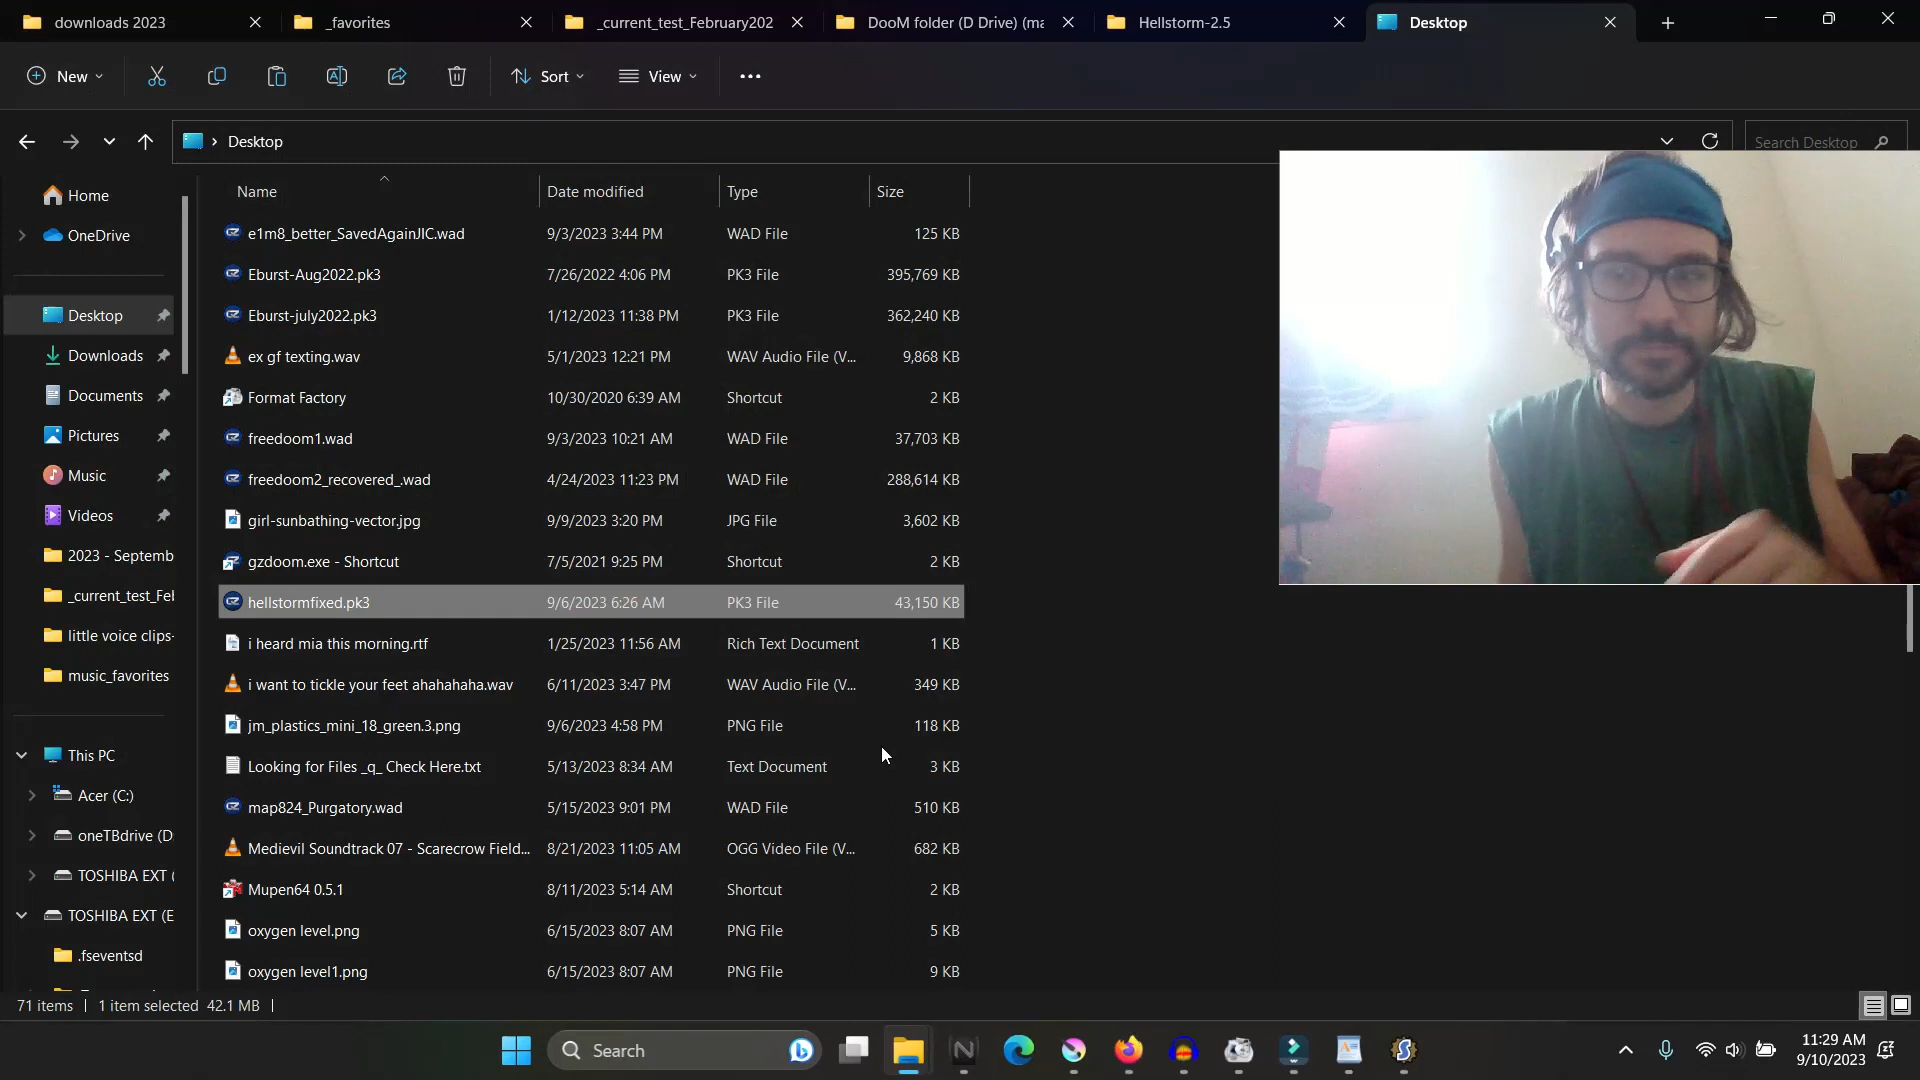 downloads 2023
_favorites
_current_test_February202
DooM folder (D Drive) (ma
Hellstorm-2.5
Desktop
New
Sort
View
Desktop
Search Desktop
Home
OneDrive
Desktop
Downloads
Documents
Pictures
Music
Videos
2023 - Septemb
_current_test_Fel
little voice clips-
music_favorites
This PC
Acer (C:)
oneTBdrive (D:
TOSHIBA EXT (
TOSHIBA EXT (E
.fseventsd
Name Date modified Type Size
e1m8_better_SavedAgainJIC.wad 9/3/2023 3:44 PM WAD File 125 KB
Eburst-Aug2022.pk3 7/26/2022 4:06 PM PK3 File 395,769 KB
Eburst-july2022.pk3 1/12/2023 11:38 PM PK3 File 362,240 KB
ex gf texting.wav 5/1/2023 12:21 PM WAV Audio File (V... 9,868 KB
Format Factory 10/30/2020 6:39 AM Shortcut 2 KB
freedoom1.wad 9/3/2023 10:21 AM WAD File 37,703 KB
freedoom2_recovered_.wad 4/24/2023 11:23 PM WAD File 288,614 KB
girl-sunbathing-vector.jpg 9/9/2023 3:20 PM JPG File 3,602 KB
gzdoom.exe - Shortcut 7/5/2021 9:25 PM Shortcut 2 KB
hellstormfixed.pk3 9/6/2023 6:26 AM PK3 File 43,150 KB
i heard mia this morning.rtf 1/25/2023 11:56 AM Rich Text Document 1 KB
i want to tickle your feet ahahahaha.wav 6/11/2023 3:47 PM WAV Audio File (V... 349 KB
jm_plastics_mini_18_green.3.png 9/6/2023 4:58 PM PNG File 118 KB
Looking for Files _q_ Check Here.txt 5/13/2023 8:34 AM Text Document 3 KB
map824_Purgatory.wad 5/15/2023 9:01 PM WAD File 510 KB
Medievil Soundtrack 07 - Scarecrow Field... 8/21/2023 11:05 AM OGG Video File (V... 682 KB
Mupen64 0.5.1 8/11/2023 5:14 AM Shortcut 2 KB
oxygen level.png 6/15/2023 8:07 AM PNG File 5 KB
oxygen level1.png 6/15/2023 8:07 AM PNG File 9 KB
71 items 1 item selected 42.1 MB
Search
11:29 AM
9/10/2023